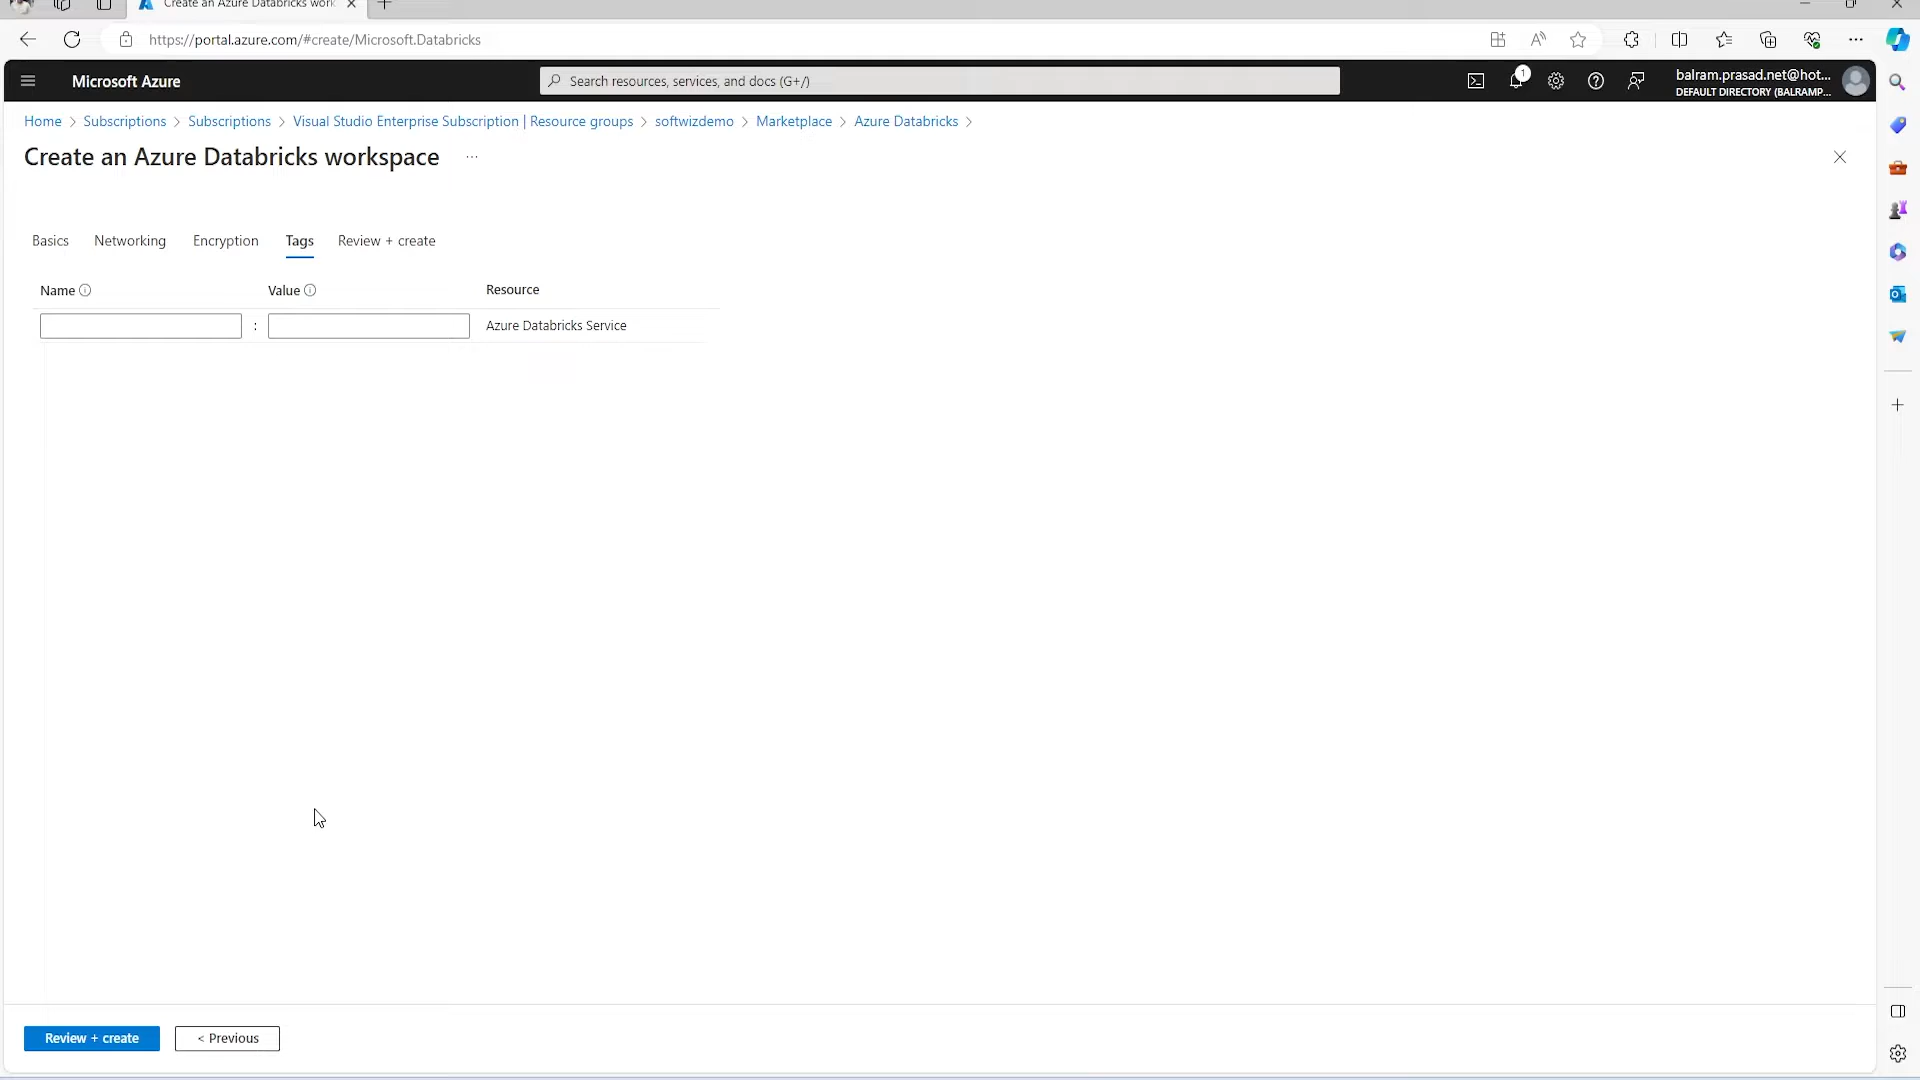 Create an Azure Databricks work
https://portal.azure.com/#create/Microsoft.Databricks
Microsoft Azure
Search resources, services, and docs (G+/)
1
balram.prasad.net@hot...
DEFAULT DIRECTORY (BALRAMP...
Home > Subscriptions > Subscriptions > Visual Studio Enterprise Subscription | Resource groups > softwizdemo > Marketplace > Azure Databricks >
Create an Azure Databricks workspace ...
Basics Networking Encryption Tags Review + create
Name Value Resource
: Azure Databricks Service
Review + create < Previous